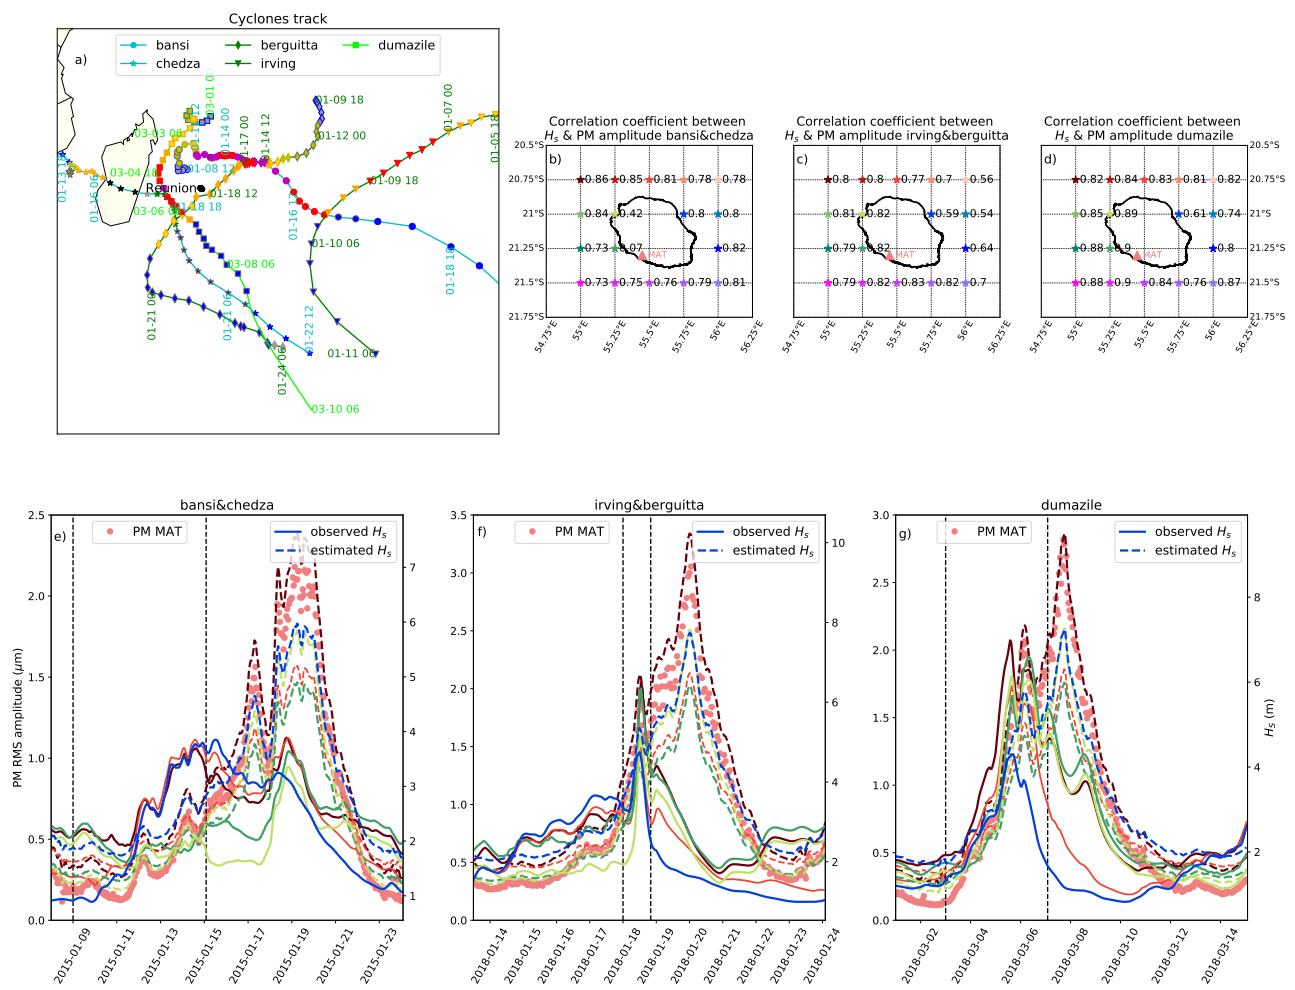 Cyclones track
a)
bansi
chedza
berguitta
irving
dumazile
01-09 18
01-07 00
01-05 18
03-01 0
01-14 00
01-17 00
01-14 12
01-12 00
03-03 06
01-08 12
03-04 18
Reunion
01-18 12
01-09 18
01-13 18
01-16 06
03-06 0
18 18
01-16 1
01-10 06
03-08 06
01-18 18
01-21 00
01-21 06
01-22 12
01-11 06
01-24 06
03-10 06
Correlation coefficient between
Hs & PM amplitude bansi&chedza
b)
20.5°S
20.75°S
21°S
21.25°S
21.5°S
21.75°S
0.86 0.85 0.81 0.78 0.78
0.84 0.42 0.8 0.8
0.73 0.07 0.82
MAT
0.73 0.75 0.76 0.79 0.81
54.75°E 55°E 55.25°E 55.5°E 55.75°E 56°E 56.25°E
Correlation coefficient between
Hs & PM amplitude irving&berguitta
c)
0.8 0.8 0.77 0.7 0.56
0.81 0.82 0.59 0.54
0.79 0.82 0.64
MAT
0.79 0.82 0.83 0.82 0.7
54.75°E 55°E 55.25°E 55.5°E 55.75°E 56°E 56.25°E
Correlation coefficient between
Hs & PM amplitude dumazile
d)
0.82 0.84 0.83 0.81 0.82
0.85 0.89 0.61 0.74
0.88 0.9 0.8
MAT
0.88 0.9 0.84 0.76 0.87
20.5°S
20.75°S
21°S
21.25°S
21.5°S
21.75°S
54.75°E 55°E 55.25°E 55.5°E 55.75°E 56°E 56.25°E
bansi&chedza
e)
PM MAT
observed Hs
estimated Hs
PM RMS amplitude (μm)
2.5
2.0
1.5
1.0
0.5
0.0
7
6
5
4
3
2
1
2015-01-09 2015-01-11 2015-01-13 2015-01-15 2015-01-17 2015-01-19 2015-01-21 2015-01-23
irving&berguitta
f)
PM MAT
observed Hs
estimated Hs
3.5
3.0
2.5
2.0
1.5
1.0
0.5
0.0
10
8
6
4
2
2018-01-14 2018-01-15 2018-01-16 2018-01-17 2018-01-18 2018-01-19 2018-01-20 2018-01-21 2018-01-22 2018-01-23 2018-01-24
dumazile
g)
PM MAT
observed Hs
estimated Hs
3.0
2.5
2.0
1.5
1.0
0.5
0.0
8
6
4
2
Hs (m)
2018-03-02 2018-03-04 2018-03-06 2018-03-08 2018-03-10 2018-03-12 2018-03-14